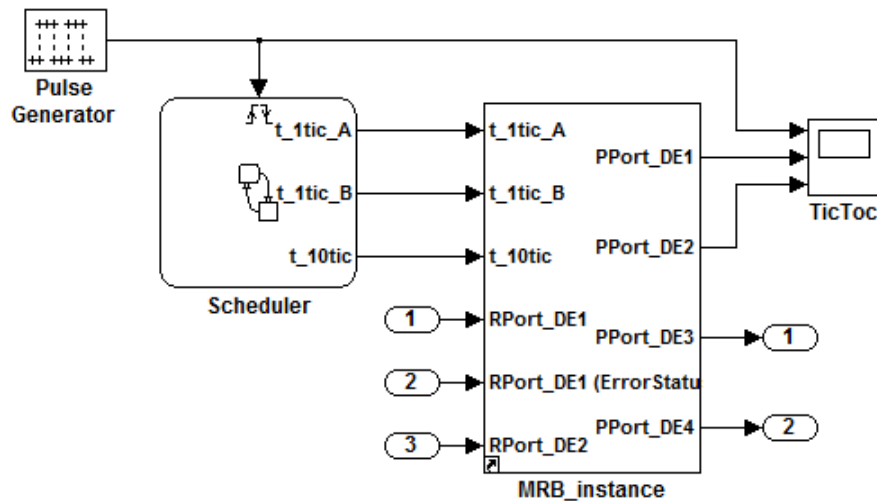 Pulse
Generator
t_1tic_A
t_1tic_B
t_10tic
Scheduler
t_1tic_A
t_1tic_B
t_10tic
1
RPort_DE1
2
RPort_DE1 (ErrorStatu
3
RPort_DE2
PPort_DE1
PPort_DE2
PPort_DE3
PPort_DE4
MRB_instance
TicToc
1
2